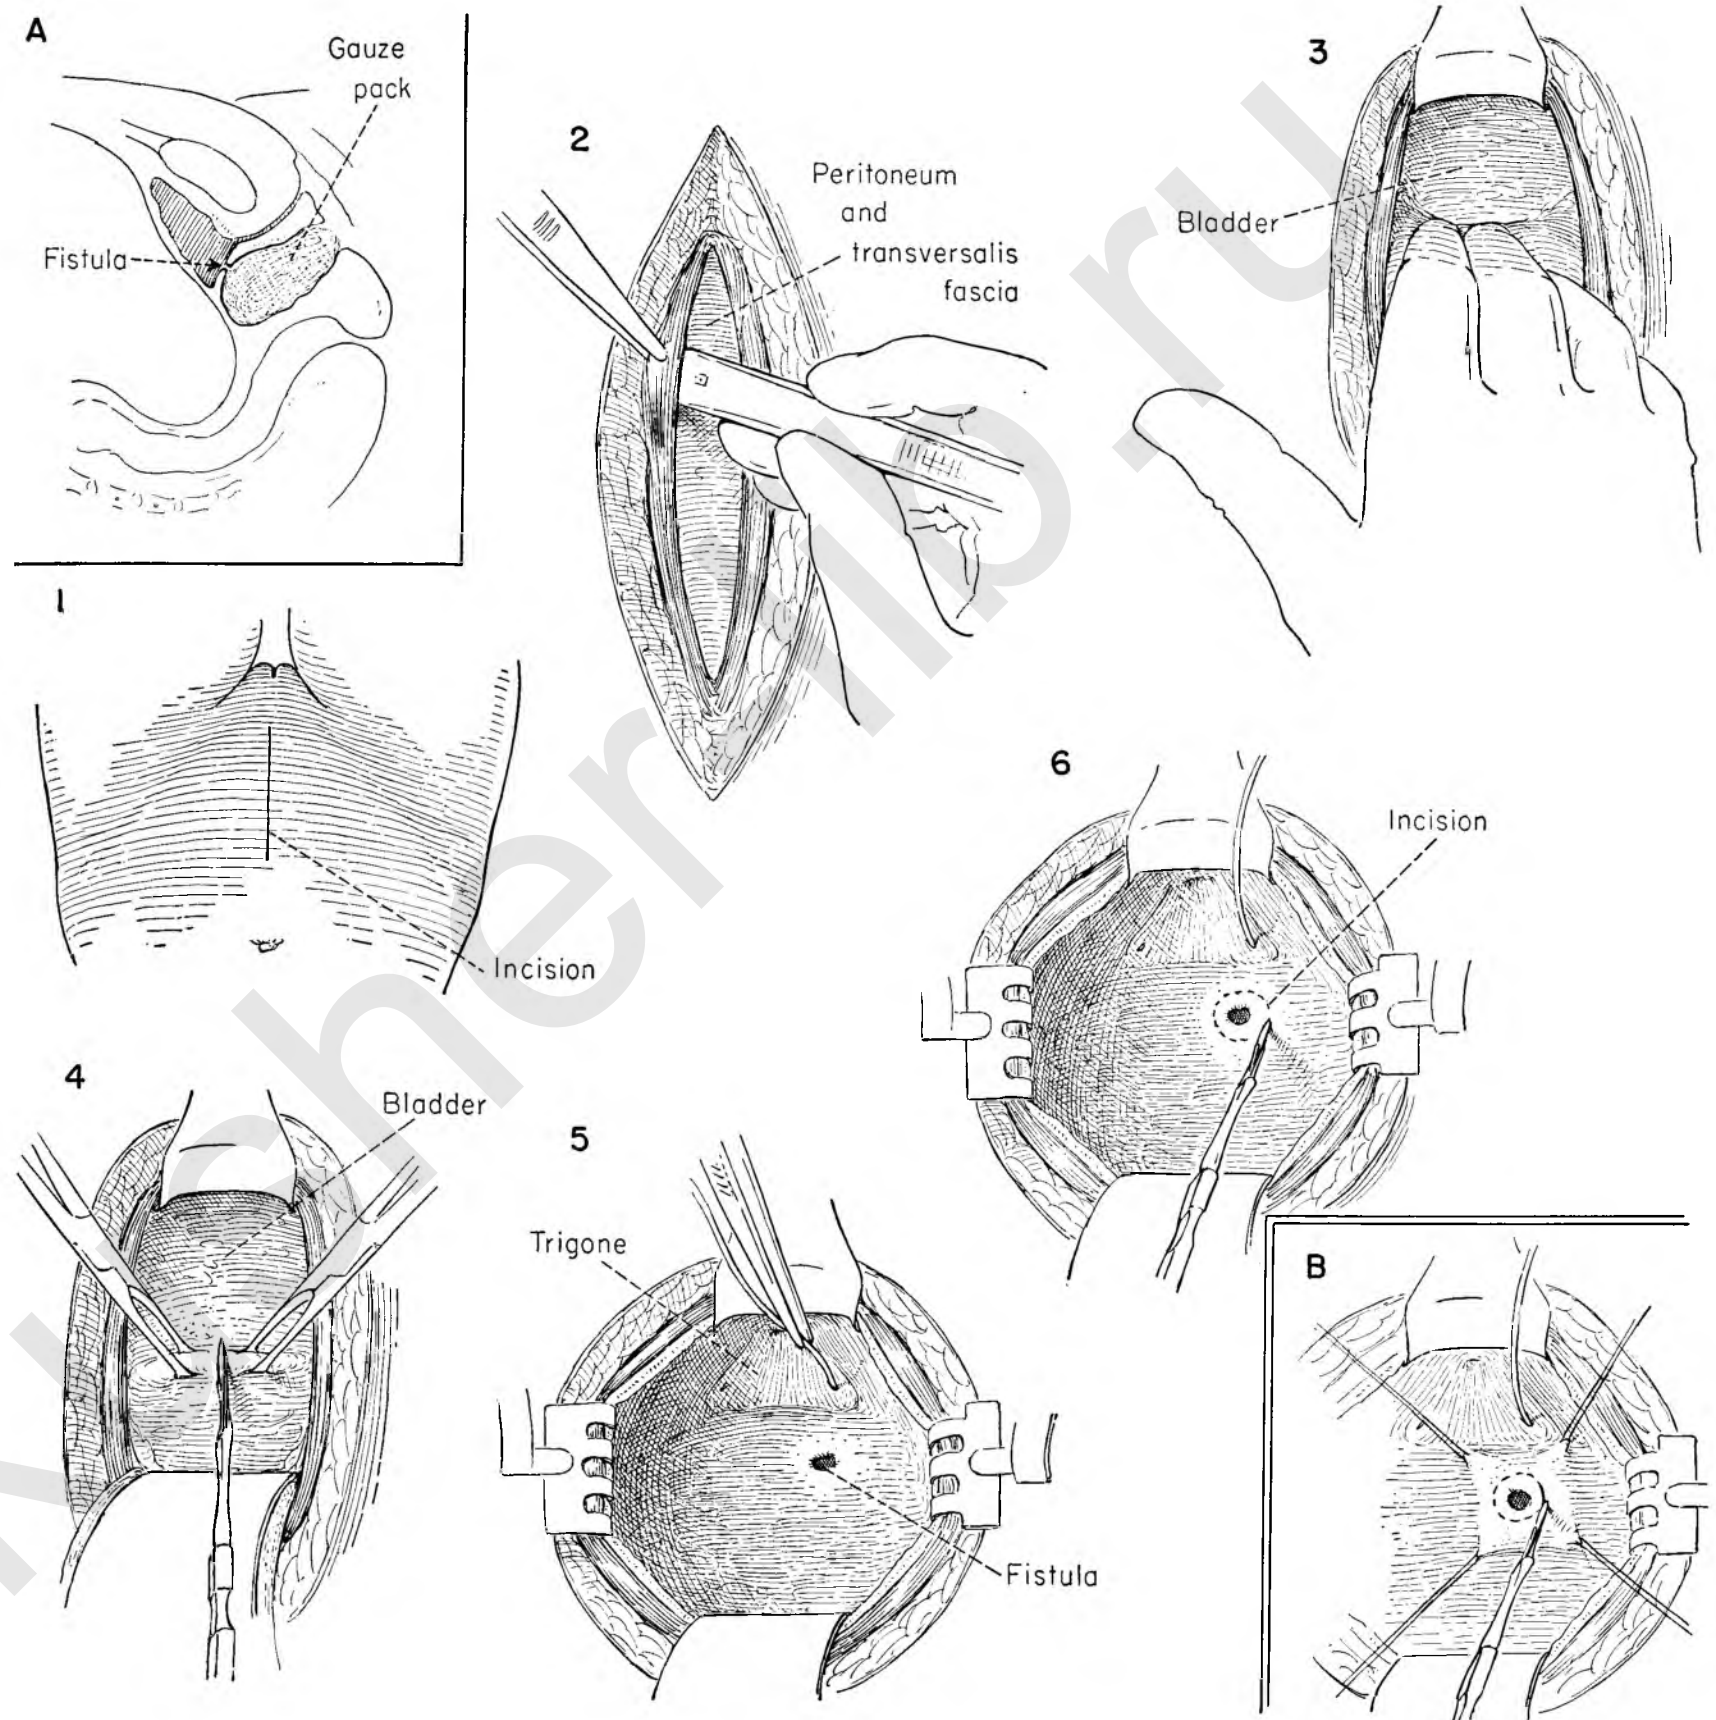 A
Gauze
pack
Fistula
1
Incision
2
Peritoneum
and
transversalis
fascia
3
Bladder
4
Bladder
5
Trigone
Fistula
6
Incision
B